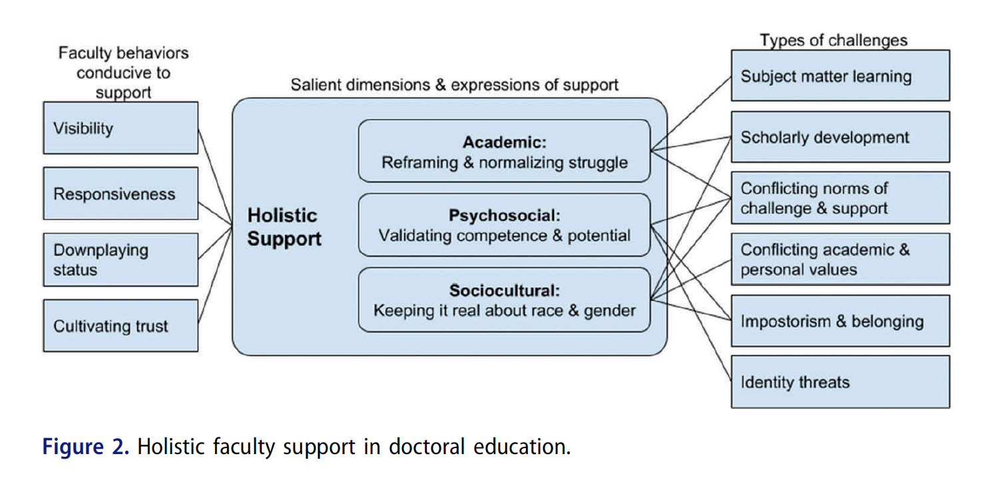 Faculty behaviors
conducive to
support
Visibility
Responsiveness
Downplaying
status
Cultivating trust
Salient dimensions & expressions of support
Holistic
Support
Academic:
Reframing & normalizing struggle
Psychosocial:
Validating competence & potential
Sociocultural:
Keeping it real about race & gender
Types of challenges
Subject matter learning
Scholarly development
Conflicting norms of
challenge & support
Conflicting academic &
personal values
Impostorism & belonging
Identity threats
Figure 2. Holistic faculty support in doctoral education.